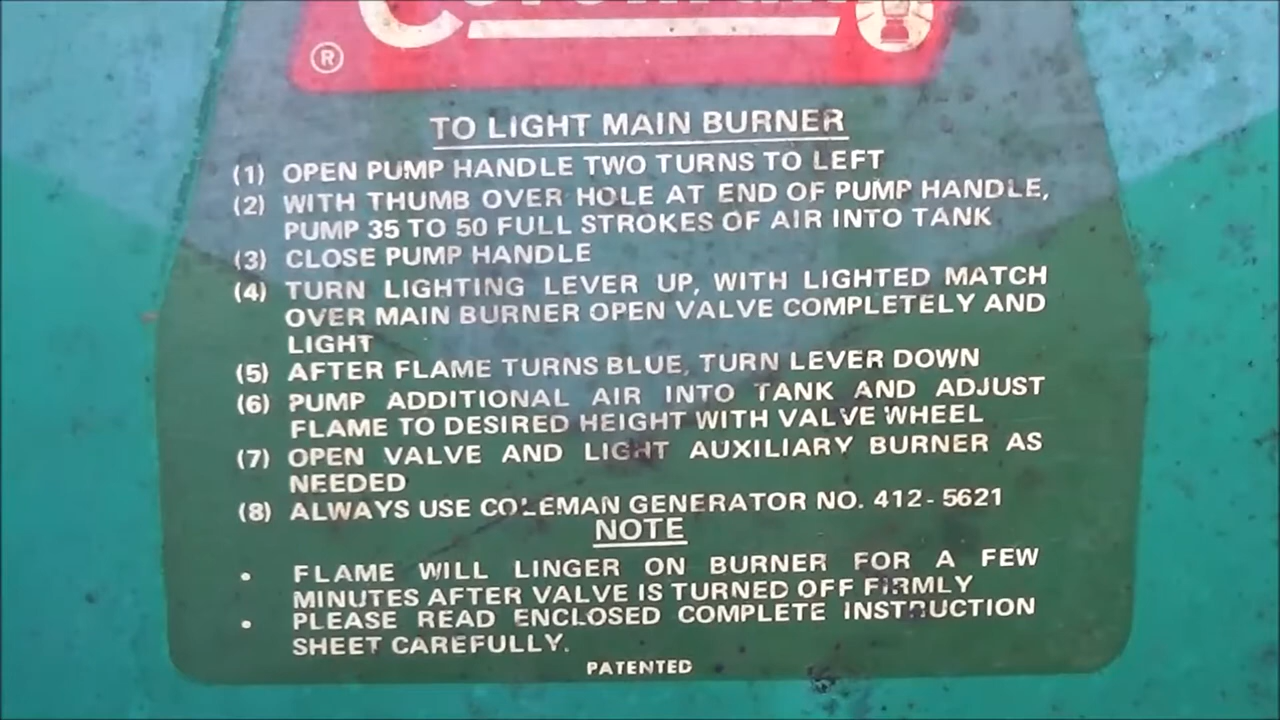 Coleman
®
TO LIGHT MAIN BURNER
(1) OPEN PUMP HANDLE TWO TURNS TO LEFT
(2) WITH THUMB OVER HOLE AT END OF PUMP HANDLE,
PUMP 35 TO 50 FULL STROKES OF AIR INTO TANK
(3) CLOSE PUMP HANDLE
(4) TURN LIGHTING LEVER UP, WITH LIGHTED MATCH
OVER MAIN BURNER OPEN VALVE COMPLETELY AND
LIGHT
(5) AFTER FLAME TURNS BLUE, TURN LEVER DOWN
(6) PUMP ADDITIONAL AIR INTO TANK AND ADJUST
FLAME TO DESIRED HEIGHT WITH VALVE WHEEL
(7) OPEN VALVE AND LIGHT AUXILIARY BURNER AS
NEEDED
(8) ALWAYS USE COLEMAN GENERATOR NO. 412-5621
NOTE
• FLAME WILL LINGER ON BURNER FOR A FEW
MINUTES AFTER VALVE IS TURNED OFF FIRMLY
• PLEASE READ ENCLOSED COMPLETE INSTRUCTION
SHEET CAREFULLY.
PATENTED